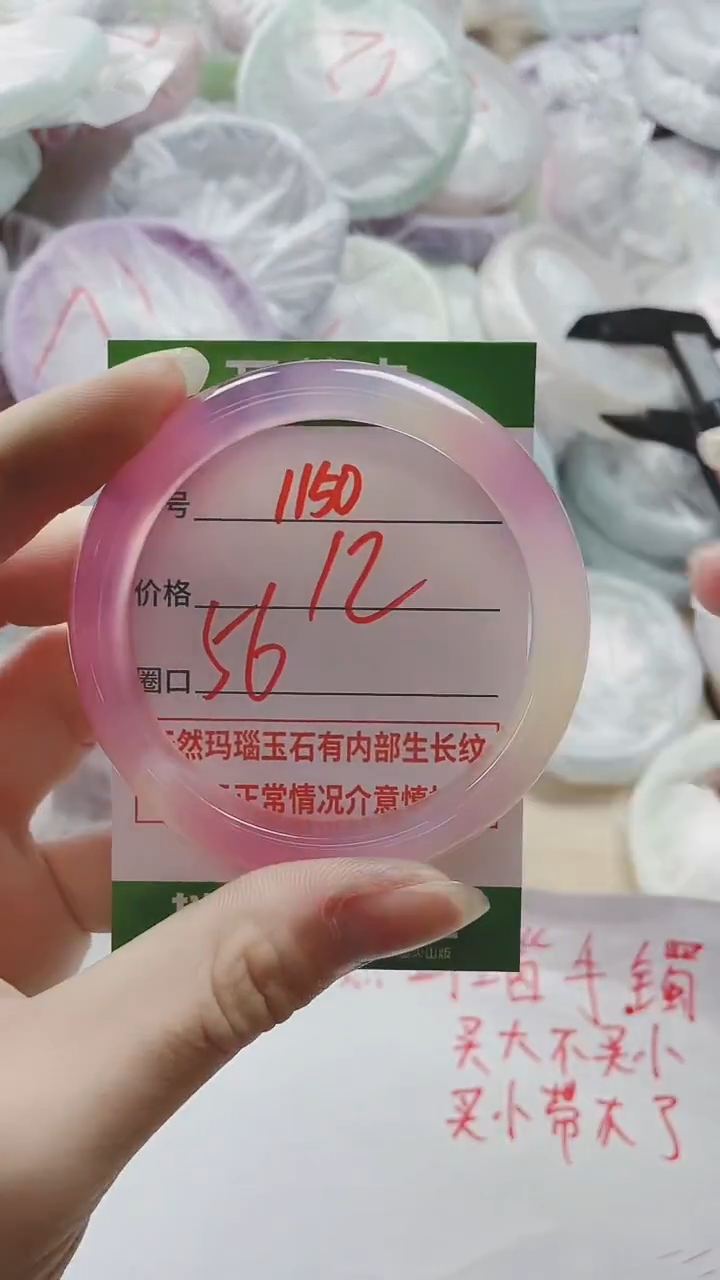 号 1150
价格 12
圈口 56
然玛瑙玉石有内部生长纹
正常情况介意慎
手镯
买大不买小
买小带不了